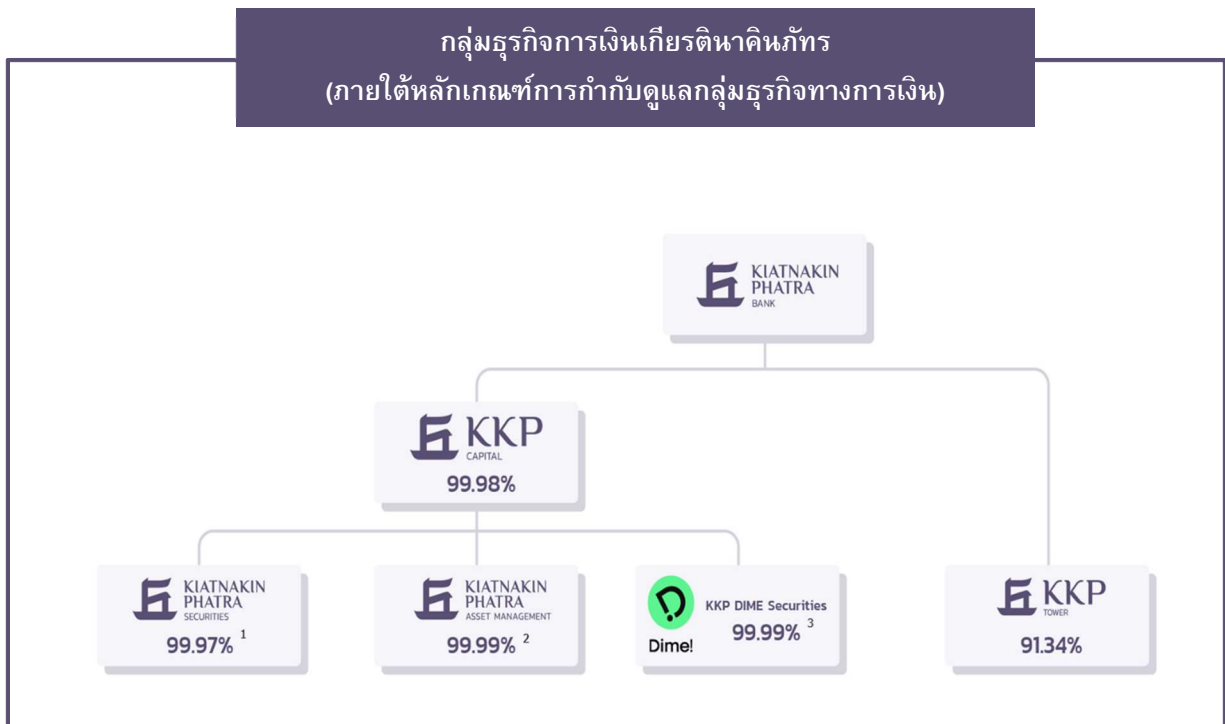 กลุ่มธุรกิจการเงินเกียรตินาคินภัทร
(ภายใต้หลักเกณฑ์การกำกับดูแลกลุ่มธุรกิจทางการเงิน)
KIATNAKIN
PHATRA
BANK
KKP
CAPITAL
99.98%
KIATNAKIN
PHATRA
SECURITIES
99.97% 1
KIATNAKIN
PHATRA
ASSET MANAGEMENT
99.99% 2
KKP DIME Securities
99.99% 3
Dime!
KKP
TOWER
91.34%